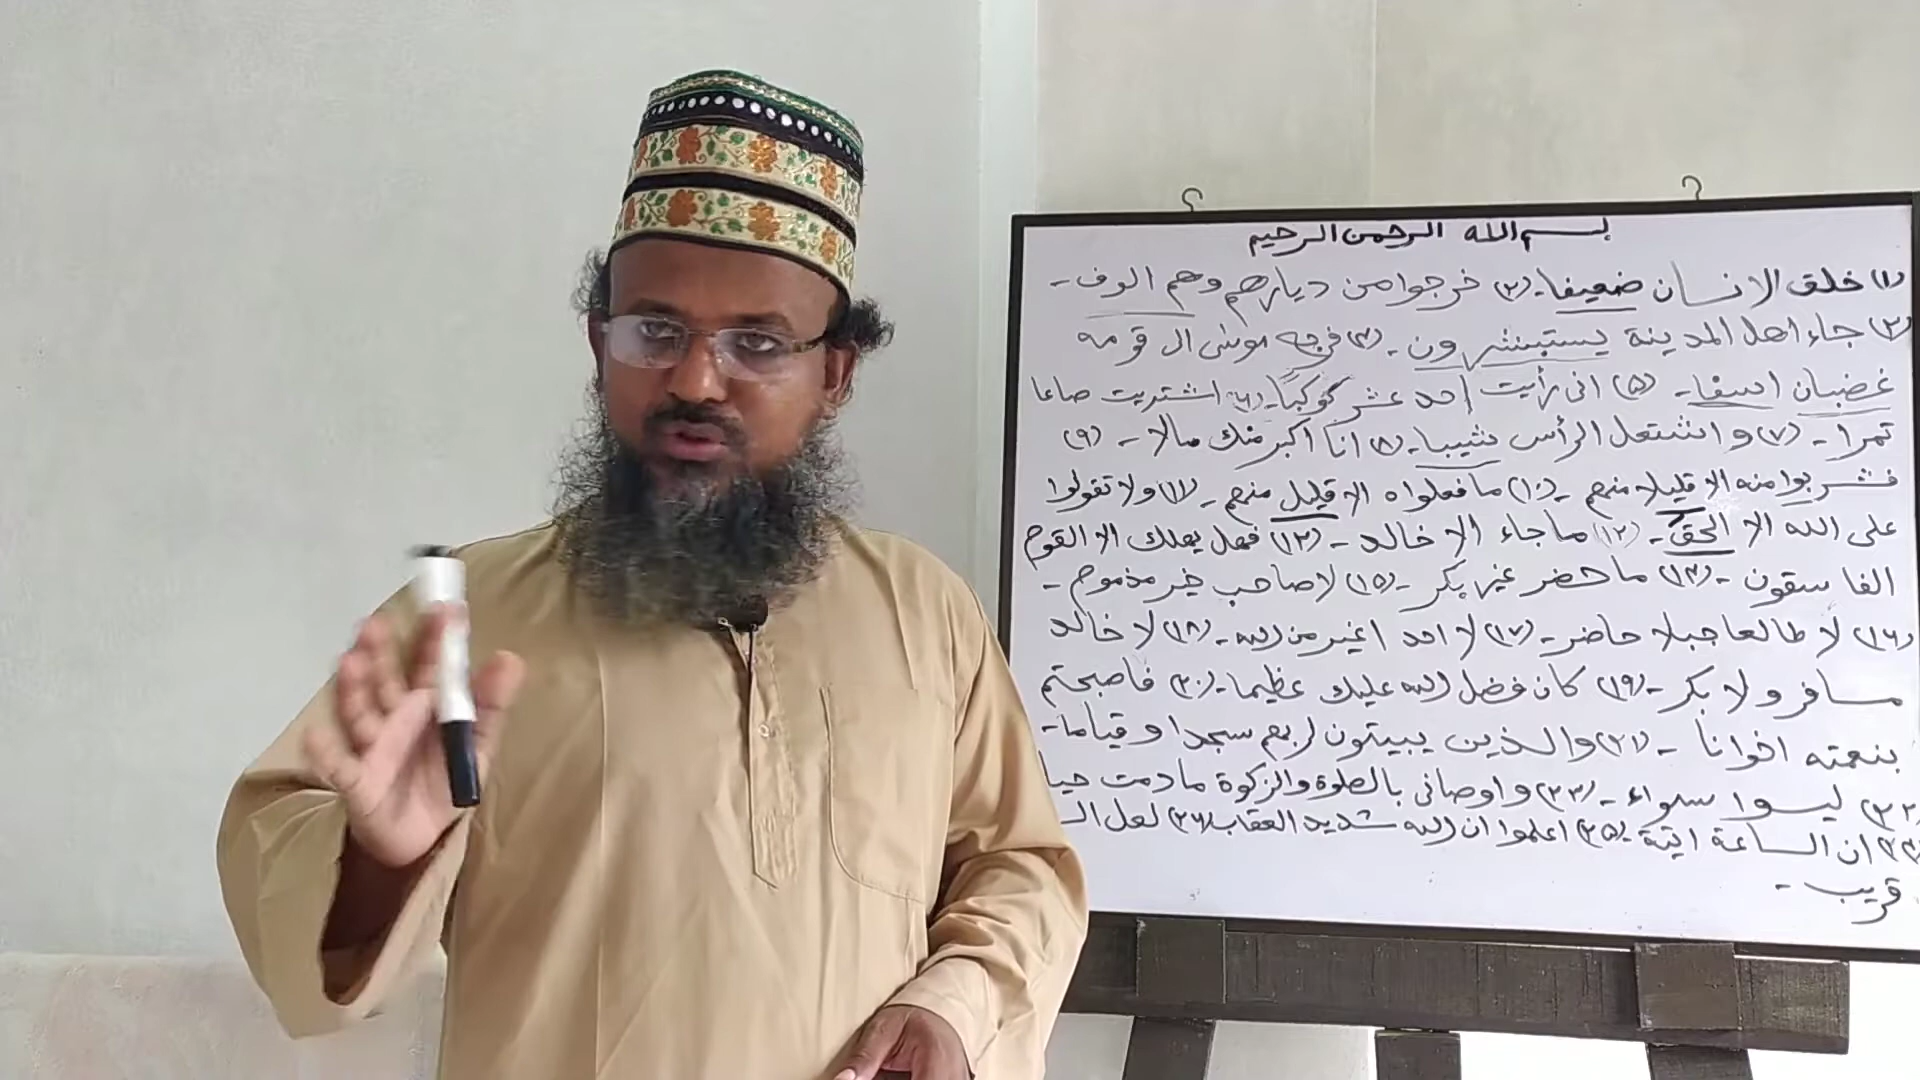 بسم الله الرحمن الرحيم
(١) خلق الانسان ضعيفا - (٢) خرجوا من ديارهم وهم الوف -
(٣) جاء اهل المدينة يستبشرون - (٤) فرجع موسى الى قومه
غضبان اسفا - (٥) انى رأيت احد عشر كوكبًا - (٦) اشتريت صاعا
تمرا - (٧) واشتعل الرأس شيبا - (٨) انا اكبر منك مالا - (٩)
فشربوا منه الا قليلا منهم - (١٠) ما فعلوه الا قليل منهم - (١١) ولا تقولوا
على الله الا الحق - (١٢) ما جاء الا خالد - (١٣) فهل يهلك الا القوم
الفاسقون - (١٤) ما حضر غير بكر - (١٥) لا صاحب خير مذموم -
(١٦) لا طالعا جبلا حاضر - (١٧) لا احد اغير من الله - (١٨) لا خالد
مسافر ولا بكر - (١٩) كان فضل الله عليك عظيما - (٢٠) فاصبحتم
بنعمته اخوانا - (٢١) والذين يبيتون لربهم سجدا وقياما -
(٢٢) ليسوا سواء - (٢٣) واوصانى بالصلوة والزكوة ما دمت حيا
(٢٤) ان الساعة اتية - (٢٥) اعلموا ان الله شديد العقاب (٢٦) لعل
قريب -